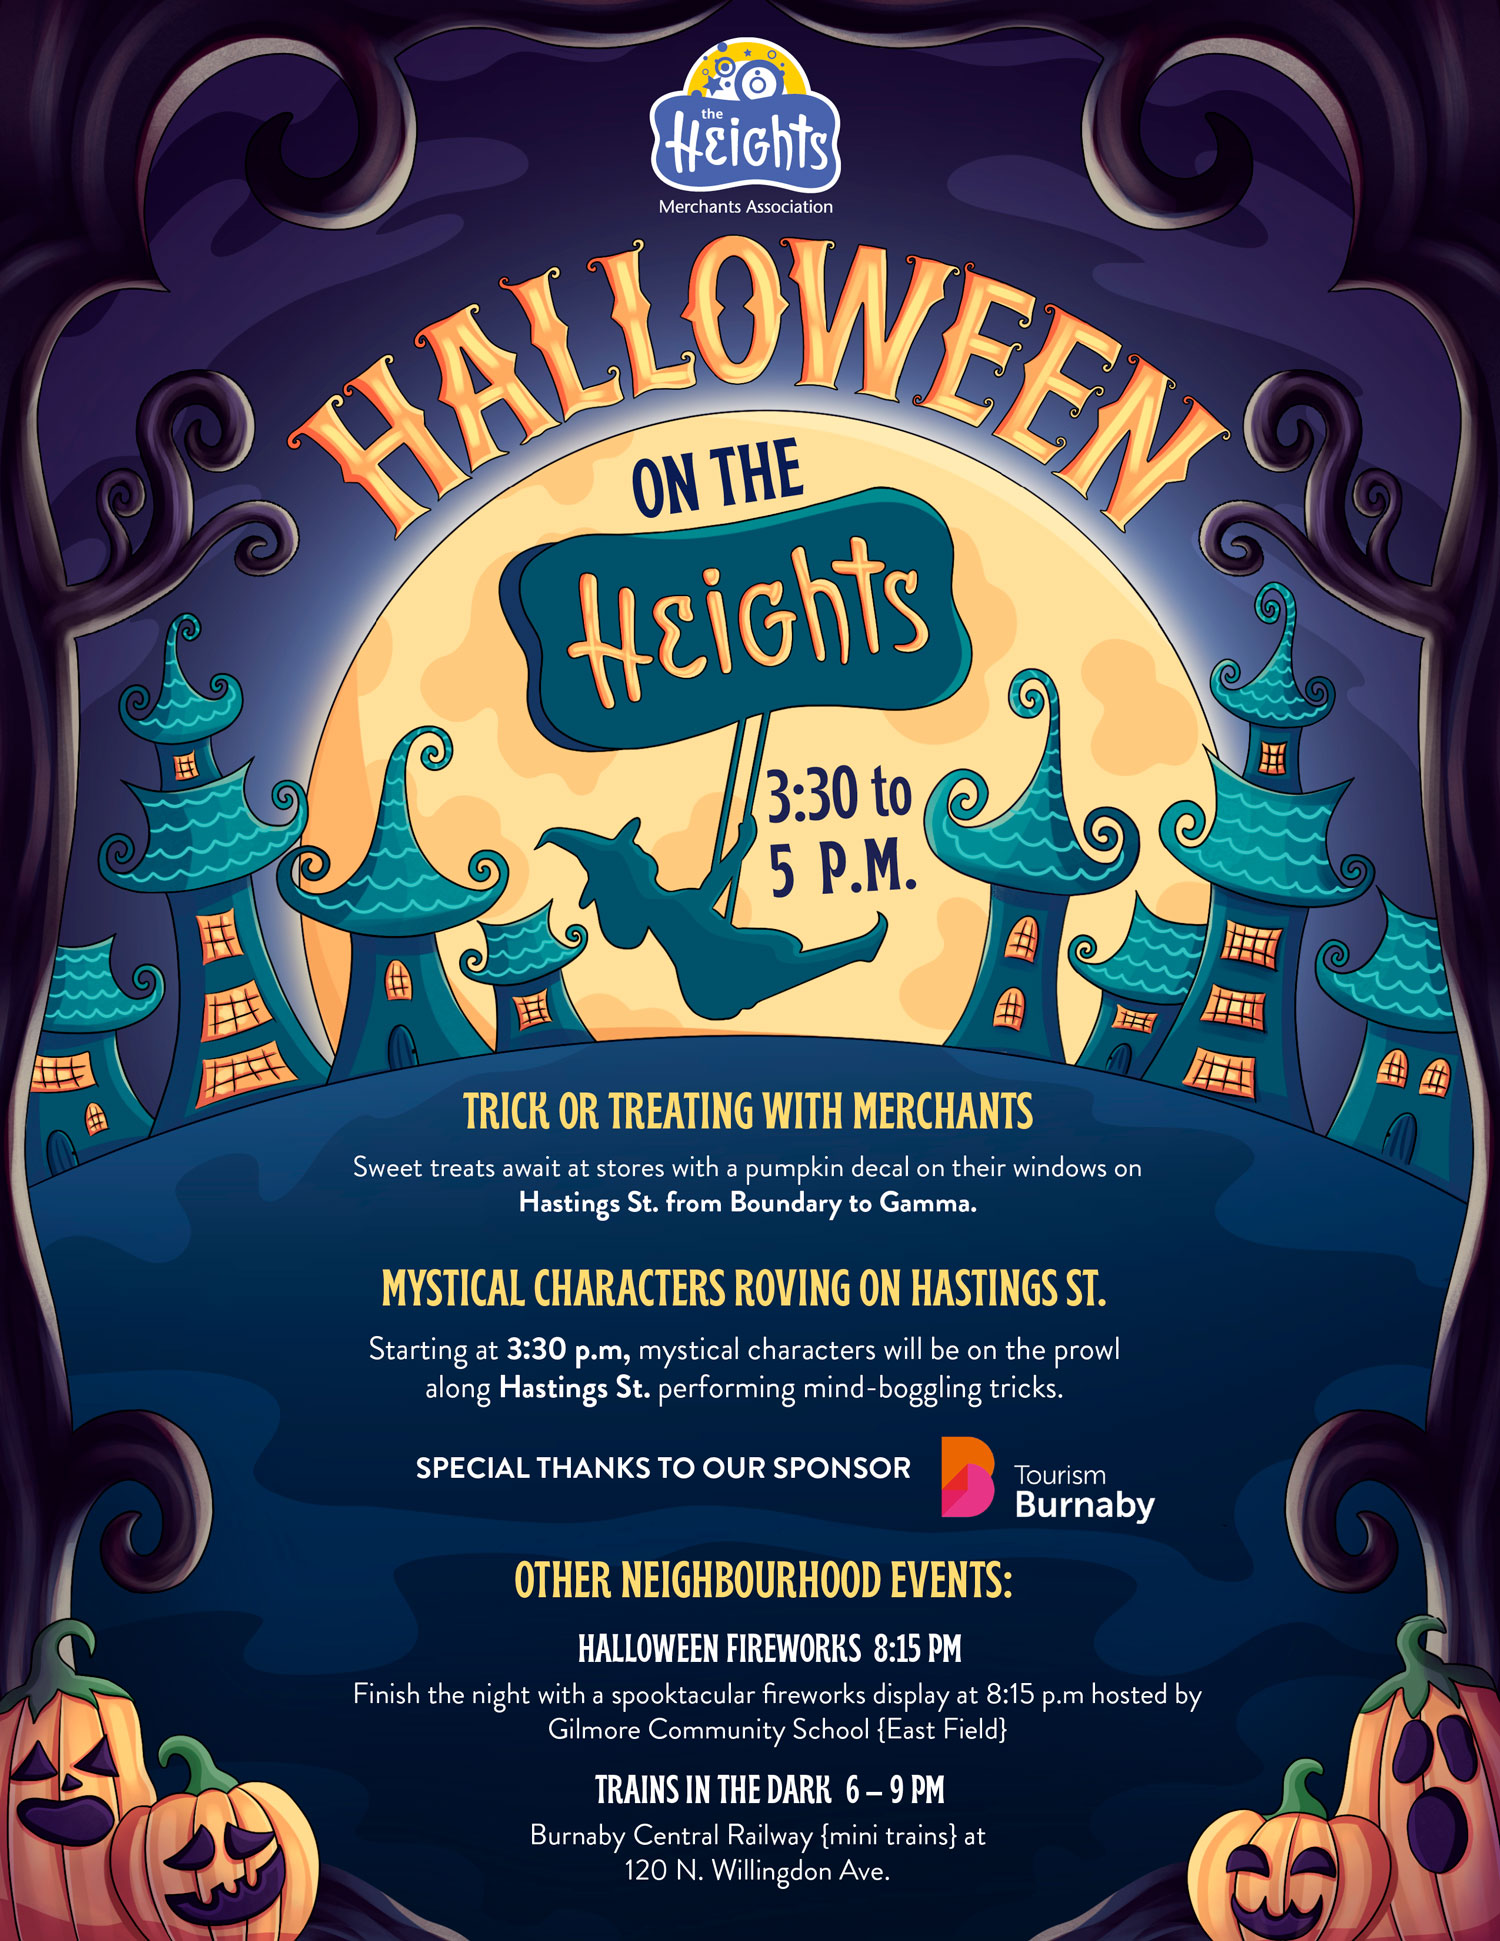 the
Heights
Merchants Association
HALLOWEEN
ON THE
Heights
3:30 to
5 P.M.
TRICK OR TREATING WITH MERCHANTS
Sweet treats await at stores with a pumpkin decal on their windows on
Hastings St. from Boundary to Gamma.
MYSTICAL CHARACTERS ROVING ON HASTINGS ST.
Starting at 3:30 p.m, mystical characters will be on the prowl
along Hastings St. performing mind-boggling tricks.
SPECIAL THANKS TO OUR SPONSOR
Tourism
Burnaby
OTHER NEIGHBOURHOOD EVENTS:
HALLOWEEN FIREWORKS 8:15 PM
Finish the night with a spooktacular fireworks display at 8:15 p.m hosted by
Gilmore Community School {East Field}
TRAINS IN THE DARK 6 – 9 PM
Burnaby Central Railway {mini trains} at
120 N. Willingdon Ave.